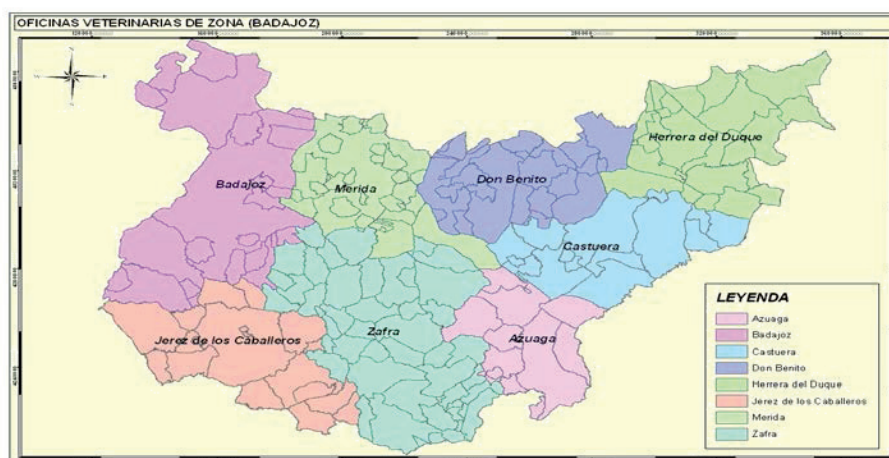 OFICINAS VETERINARIAS DE ZONA (BADAJOZ)
Herrera del Duque
Badajoz
Merida
Don Benito
Castuera
Jerez de los Caballeros
Zafra
Azuaga
LEYENDA
Azuaga
Badajoz
Castuera
Don Benito
Herrera del Duque
Jerez de los Caballeros
Merida
Zafra